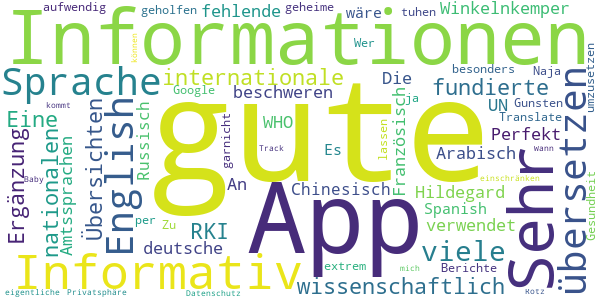 aufwendig
geholfen
fehlende
geheime
wäre
tuhen
Winkelnkemper
Informationen
Wer
können
Sprache
internationale
Die
besonders
Naja
umzusetzen
Google
beschweren
fundierte
Eine
English
Übersichten
Russisch
WHO
gute
ja
UN
Gunsten
Translate
übersetzen
Ergänzung
nationalene
Amtssprachen
garnicht
Es
lassen
Französisch
Perfekt
kommt
Track
Arabisch
Wann
Sehr
Baby
An
Chinesisch
einschränken
Hildegard
Gesundheit
per
Zu
RKI
App
Spanish
verwendet
deutsche
viele
Informativ
extrem
mich
Berichte
wissenschaftlich
eigentliche
Privatsphäre
Datenschutz
Rotz